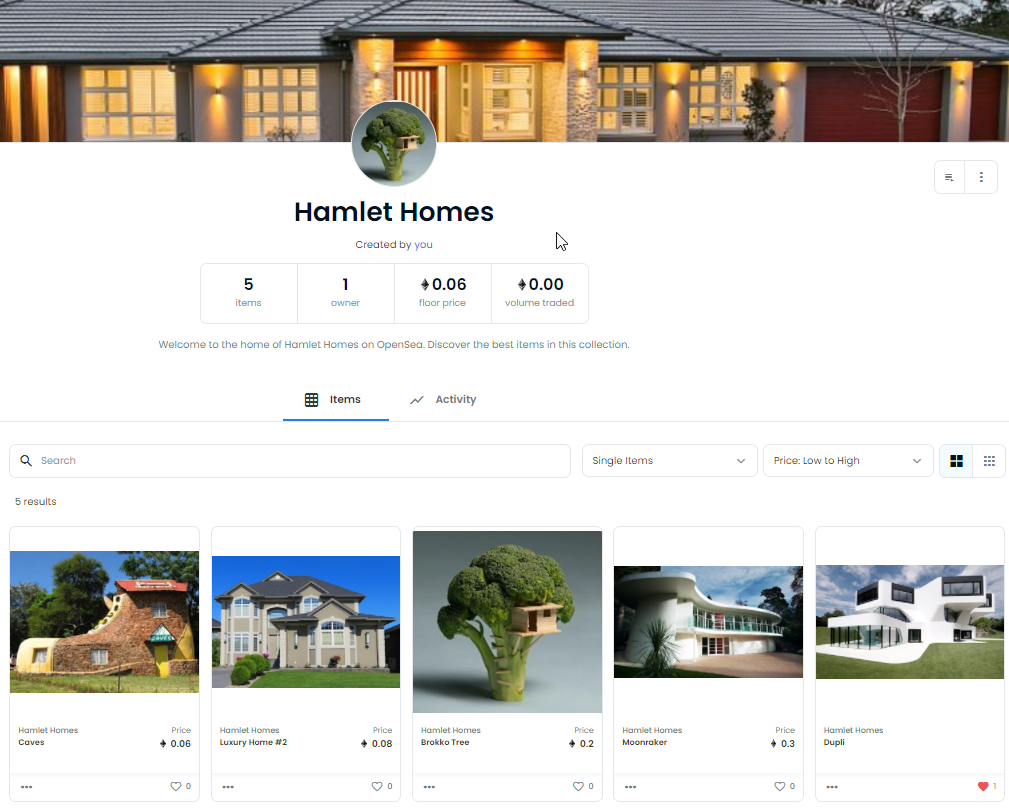 Hamlet Homes
Created by you
5 1 0.06 0.00
items owner floor price volume traded
Welcome to the home of Hamlet Homes on OpenSea. Discover the best items in this collection.
Items Activity
Search Single Items Price: Low to High
5 results
CAVES
Hamlet Homes Price
Caves 0.06
0
Hamlet Homes Price
Luxury Home #2 0.08
0
Hamlet Homes Price
Brokko Tree 0.2
0
Hamlet Homes Price
Moonraker 0.3
0
Hamlet Homes
Dupli
1